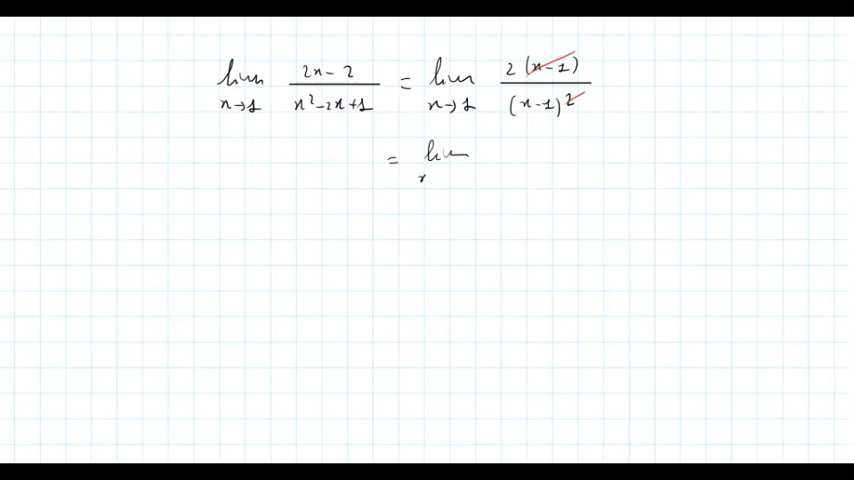 lim x→1 (2x-2)/(x²-2x+1) = lim x→1 2(x-1)/(x-1)²
= lim x